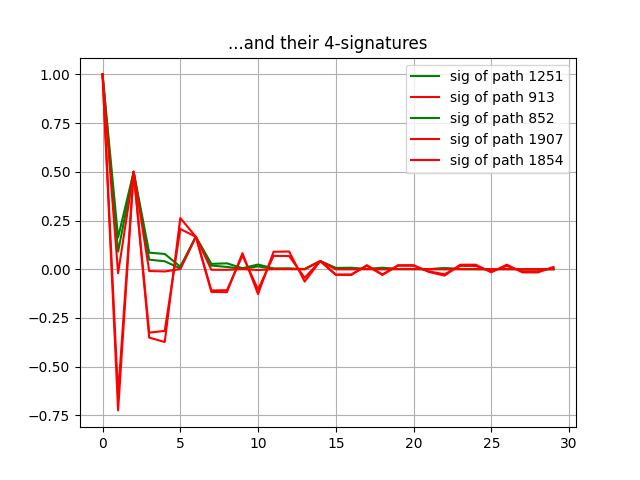 ...and their 4-signatures
1.00
0.75
0.50
0.25
0.00
−0.25
−0.50
−0.75
0 5 10 15 20 25 30
sig of path 1251
sig of path 913
sig of path 852
sig of path 1907
sig of path 1854